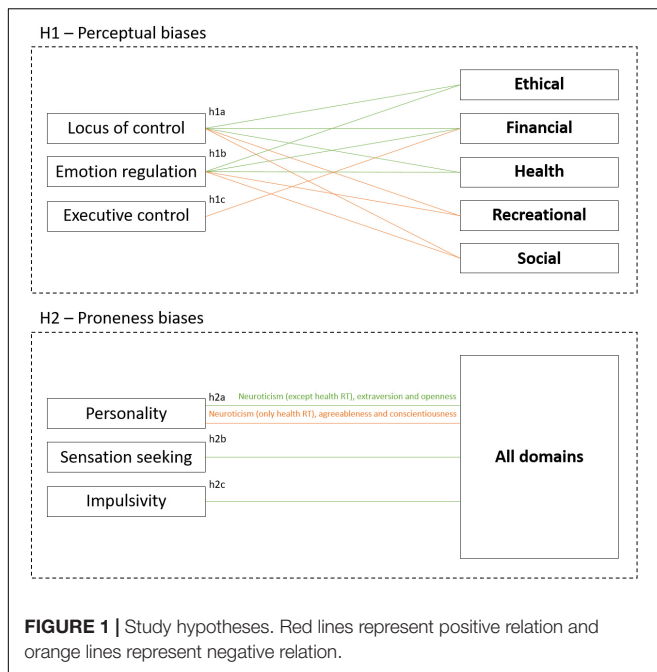 H1 – Perceptual biases
h1a
Locus of control
h1b
Emotion regulation
h1c
Executive control
Ethical
Financial
Health
Recreational
Social
H2 – Proneness biases
h2a
Neuroticism (except health RT), extraversion and openness
Personality
Neuroticism (only health RT), agreeableness and conscientiousness
h2b
Sensation seeking
h2c
Impulsivity
All domains
FIGURE 1 | Study hypotheses. Red lines represent positive relation and
orange lines represent negative relation.